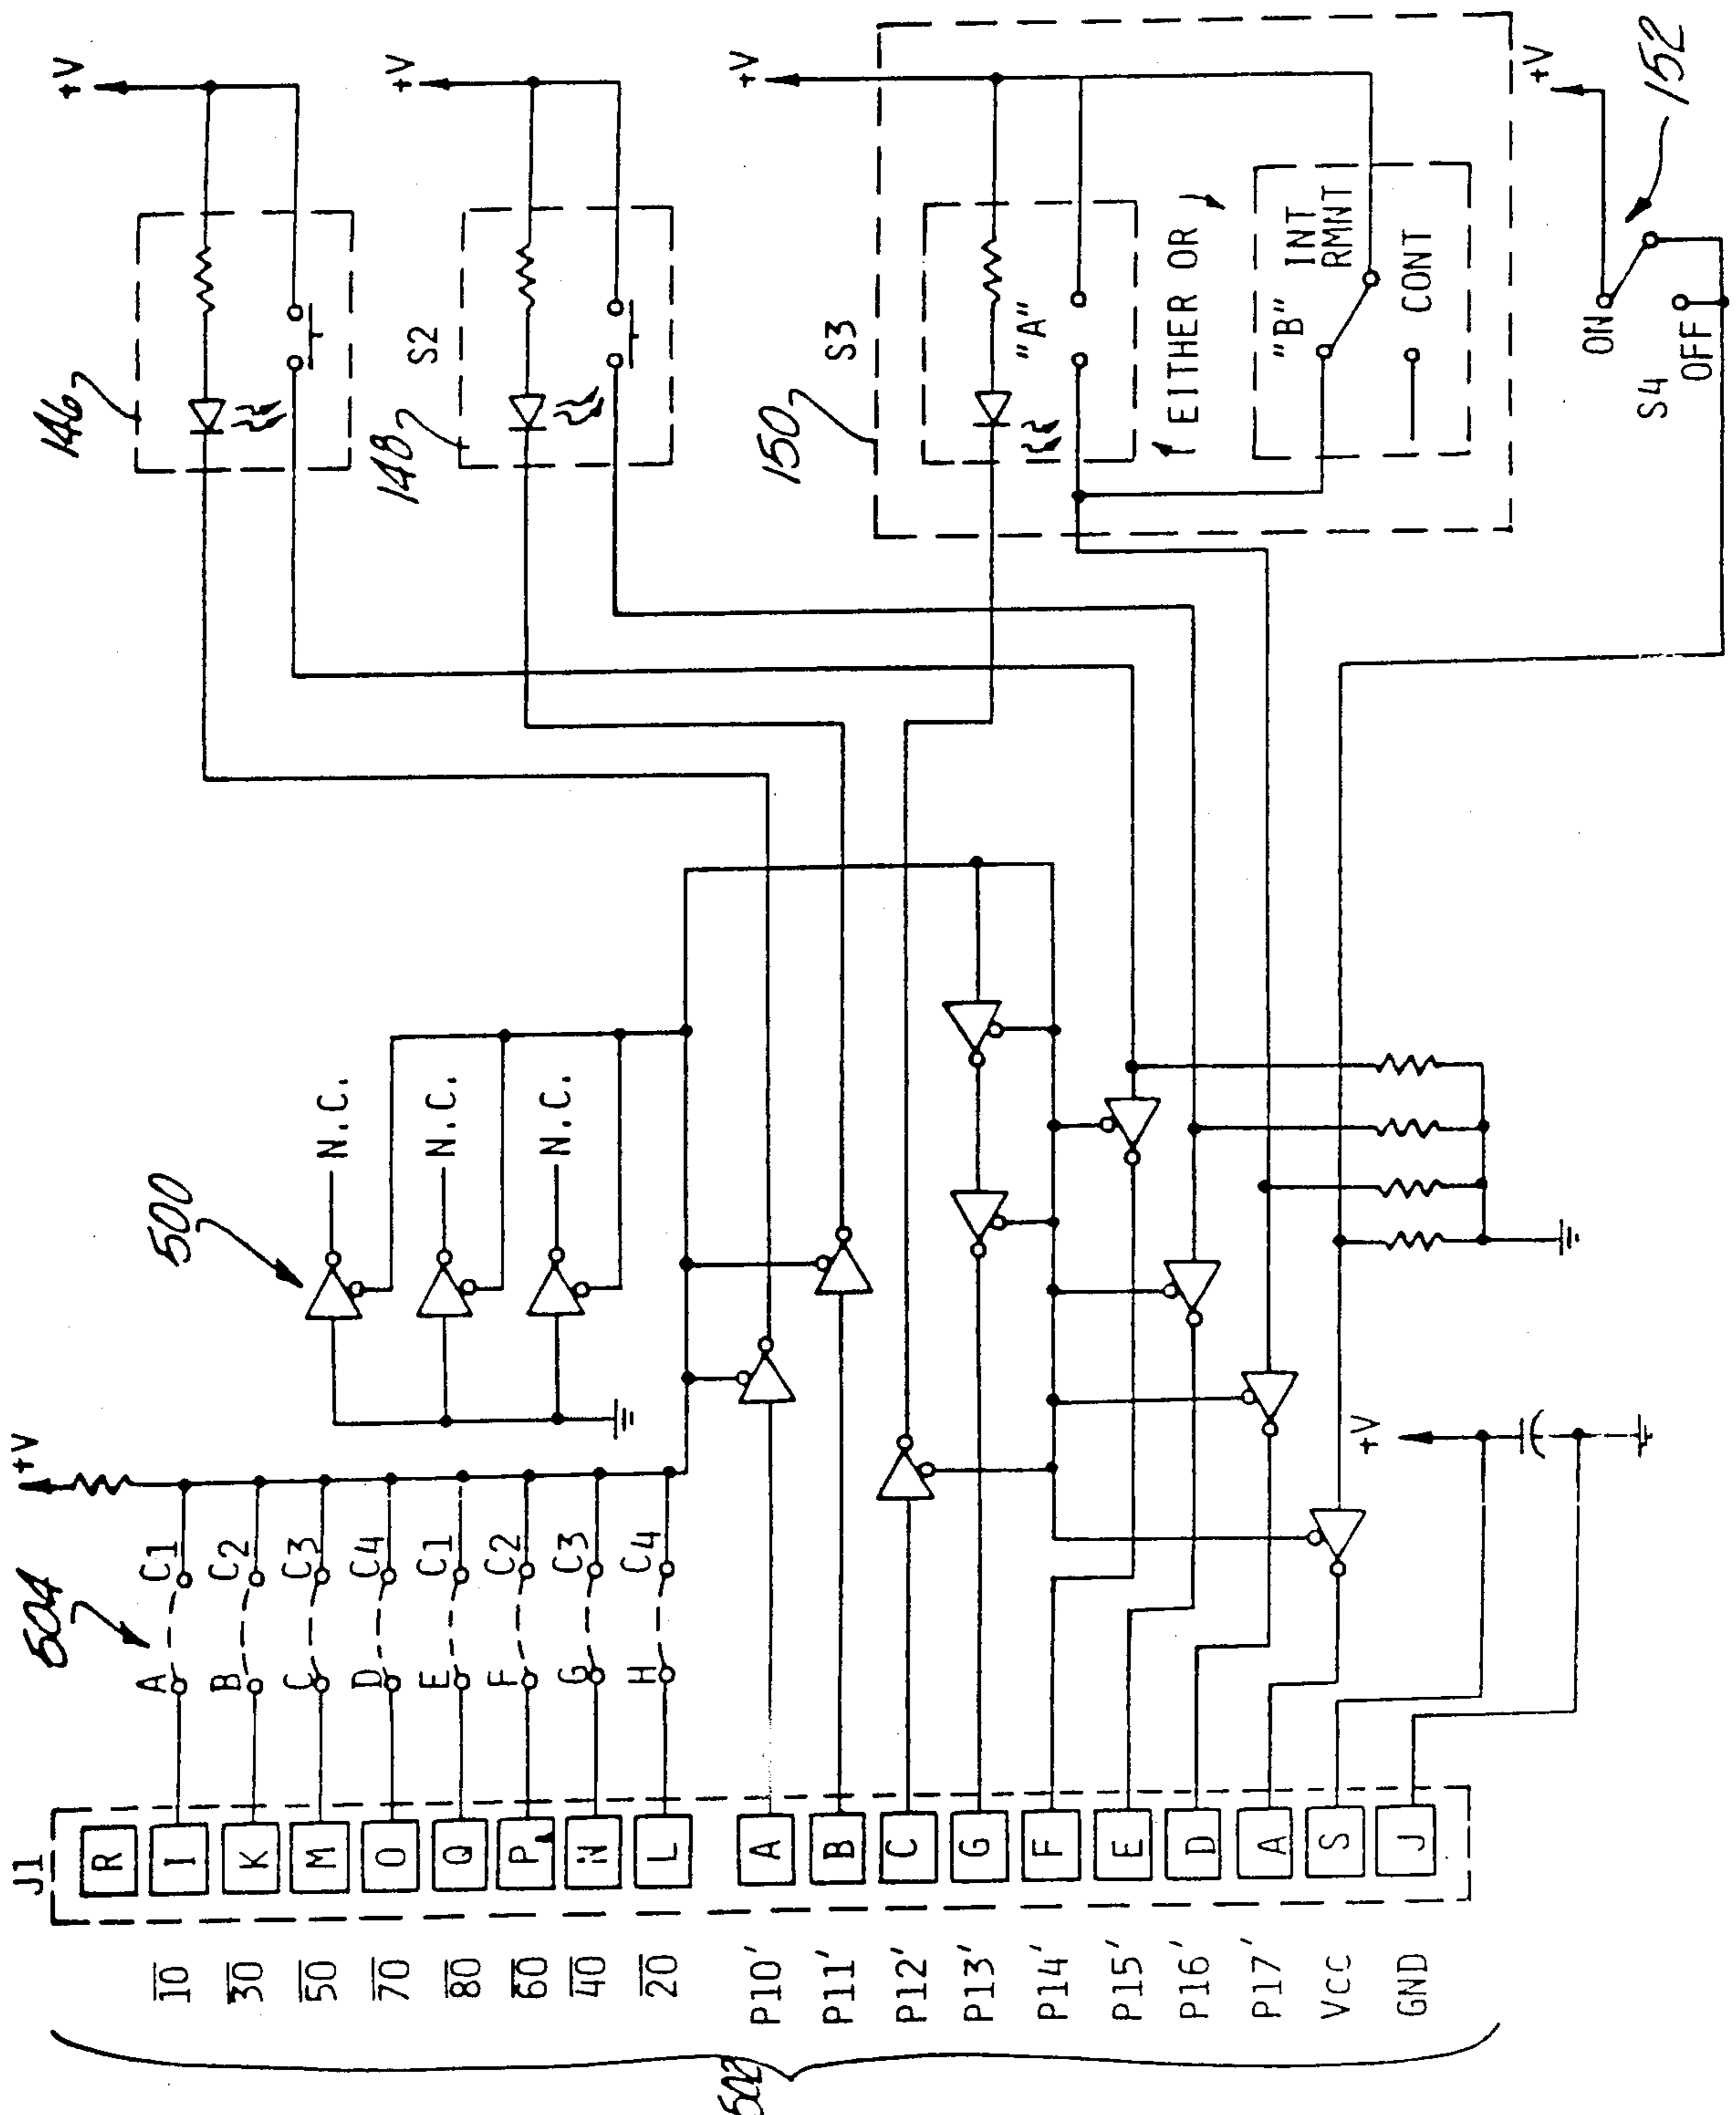 J1
R
10
I
A
C1
+V
30
K
B
C2
50
M
C
C3
70
O
D
C4
80
Q
E
C1
60
P
F
C2
40
N
G
C3
20
L
H
C4
P10'
A
P11'
B
P12'
C
P13'
G
P14'
F
P15'
E
P16'
D
P17'
A
VCC
S
GND
J
502
504
500
N.C.
N.C.
N.C.
+V
146
+V
148
S2
+V
150
S3
"A"
EITHER OR
"B"
INT
RMNT
CONT
+V
ON
OFF
S4
152
+V